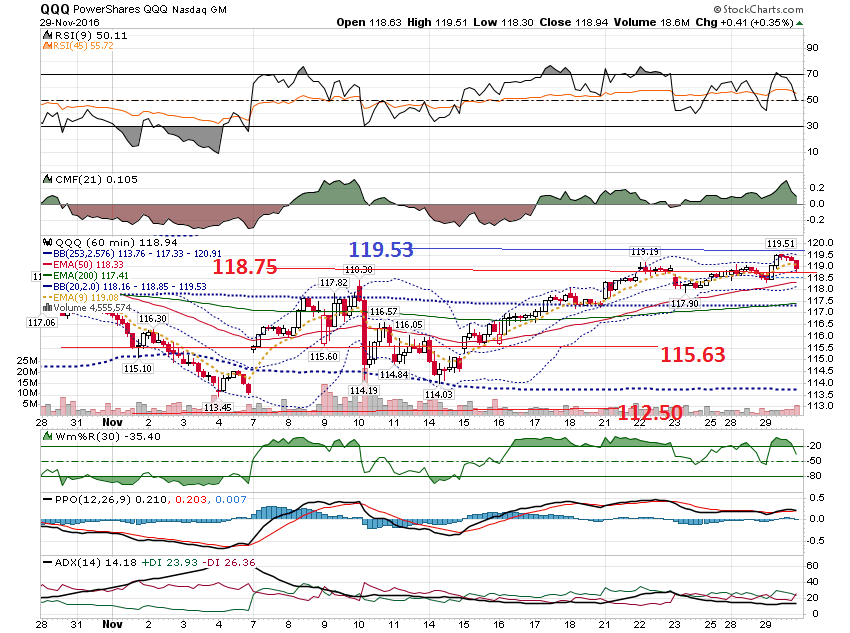 QQQ PowerShares QQQ Nasdaq GM © StockCharts.com
29-Nov-2016 Open 118.63 High 119.51 Low 118.30 Close 118.94 Volume 18.6M Chg +0.41 (+0.35%)
RSI(9) 50.11
RSI(45) 55.72
90
70
50
30
10
CMF(21) 0.105
0.2
0.0
-0.2
QQQ (60 min) 118.94
BB(253,2.576) 113.76 - 117.33 - 120.91
EMA(50) 118.33
EMA(200) 117.41
BB(20,2.0) 118.16 - 118.85 - 119.53
EMA(9) 119.08
Volume 4,555,574
119.53
118.75
115.63
112.50
119.51
119.19
118.30
117.82
117.90
117.06
116.57
116.30
116.05
115.60
115.10
114.84
114.19
114.03
113.45
120.0
119.5
119.0
118.5
118.0
117.5
117.0
116.5
116.0
115.5
115.0
114.5
114.0
113.5
113.0
25M
20M
15M
10M
5M
28 31 Nov 2 3 4 7 8 9 10 11 14 15 16 17 18 21 22 23 25 28 29
Wm%R(30) -35.40
-20
-50
-80
PPO(12,26,9) 0.210, 0.203, 0.007
0.5
0.0
-0.5
ADX(14) 14.18 +DI 23.93 -DI 26.36
60
40
20
0
28 31 Nov 2 3 4 7 8 9 10 11 14 15 16 17 18 21 22 23 25 28 29